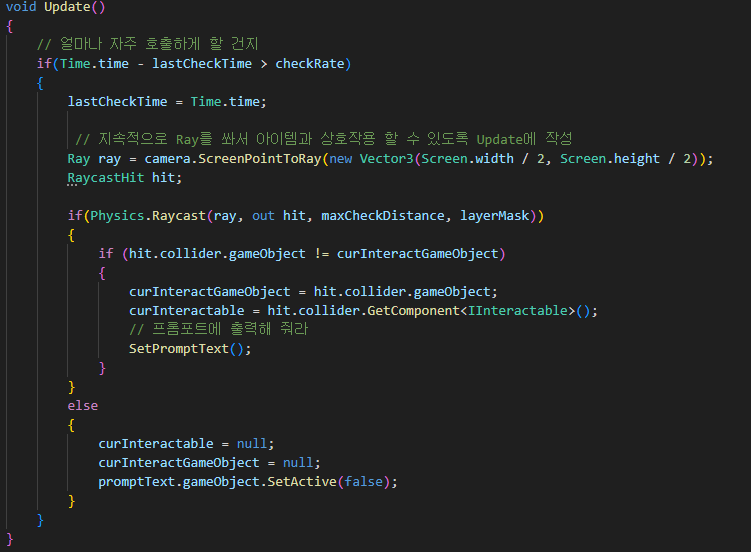 void Update()
{
// 얼마나 자주 호출하게 할 건지
if(Time.time - lastCheckTime > checkRate)
{
lastCheckTime = Time.time;
// 지속적으로 Ray를 쏴서 아이템과 상호작용 할 수 있도록 Update에 작성
Ray ray = camera.ScreenPointToRay(new Vector3(Screen.width / 2, Screen.height / 2));
RaycastHit hit;
if(Physics.Raycast(ray, out hit, maxCheckDistance, layerMask))
{
if (hit.collider.gameObject != curInteractGameObject)
{
curInteractGameObject = hit.collider.gameObject;
curInteractable = hit.collider.GetComponent<IInteractable>();
// 프롬포트에 출력해 줘라
SetPromptText();
}
}
else
{
curInteractable = null;
curInteractGameObject = null;
promptText.gameObject.SetActive(false);
}
}
}